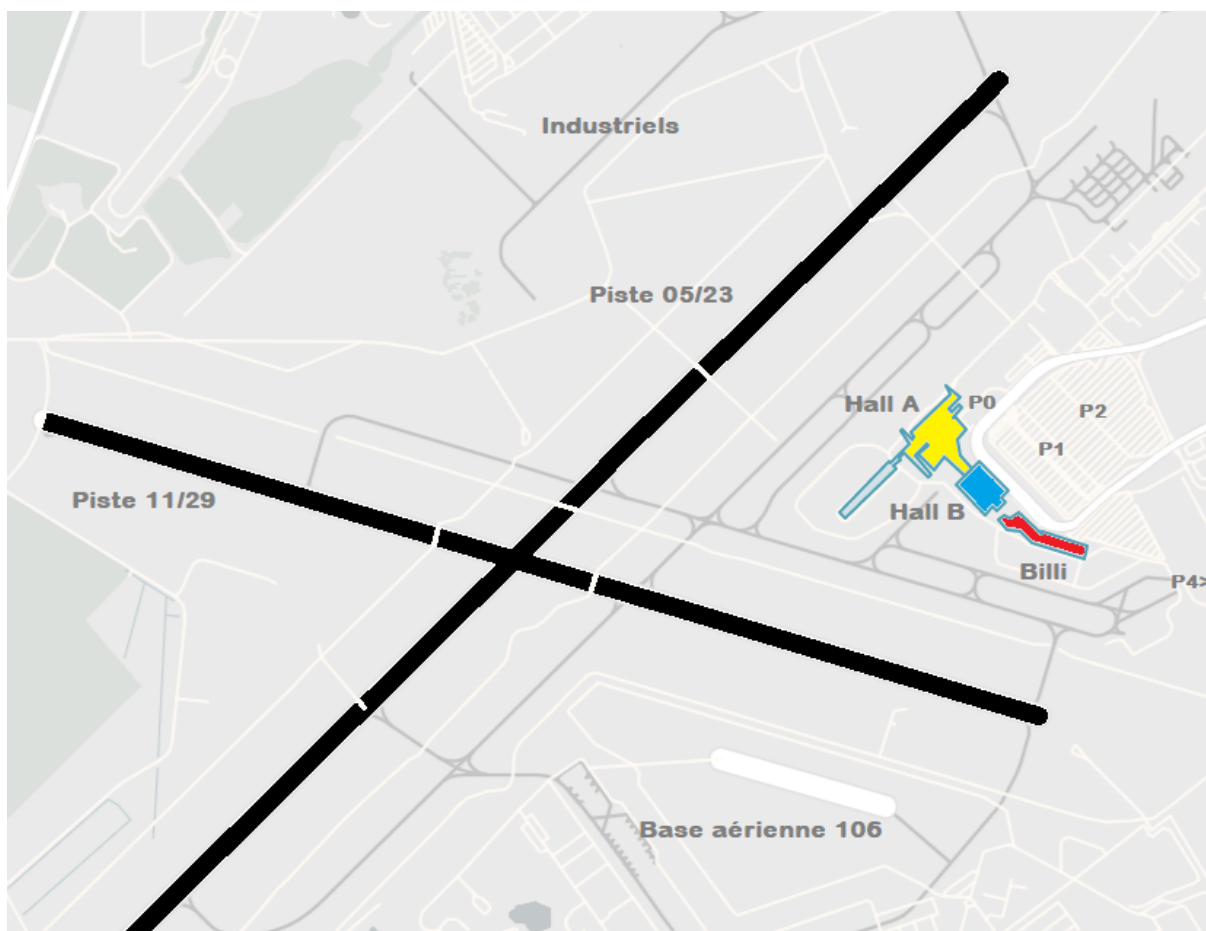 Industriels
Piste 05/23
Hall A
P0
P2
P1
Piste 11/29
Hall B
Billi
P4>
Base aérienne 106